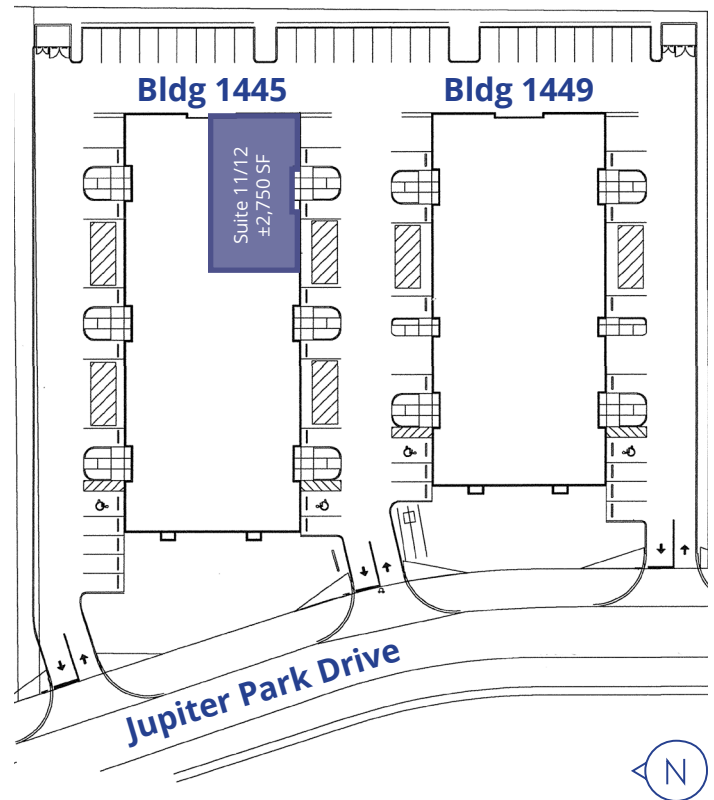 Bldg 1445
Bldg 1449
Suite 11/12
±2,750 SF
Jupiter Park Drive
N